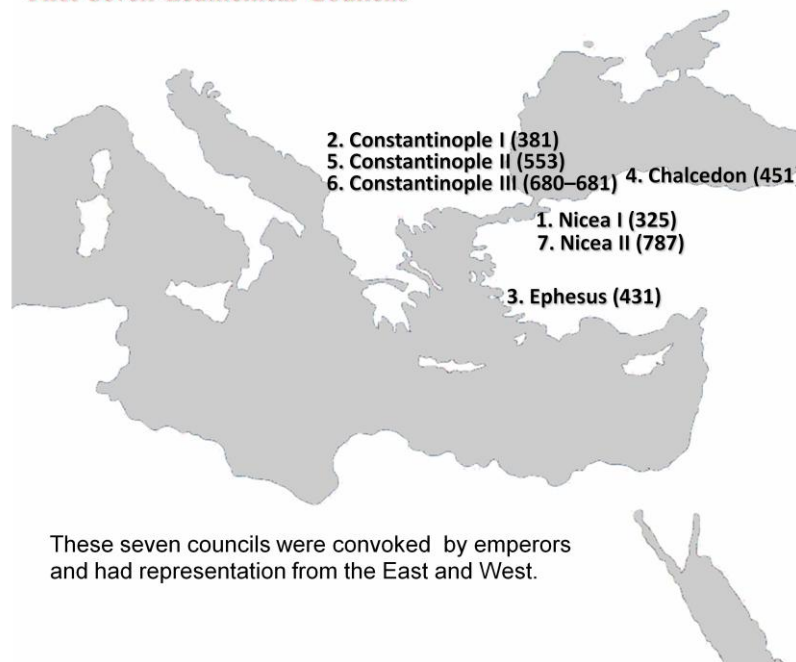 2. Constantinople I (381)
5. Constantinople II (553)
6. Constantinople III (680–681)
4. Chalcedon (451)
1. Nicea I (325)
7. Nicea II (787)
3. Ephesus (431)
These seven councils were convoked by emperors
and had representation from the East and West.